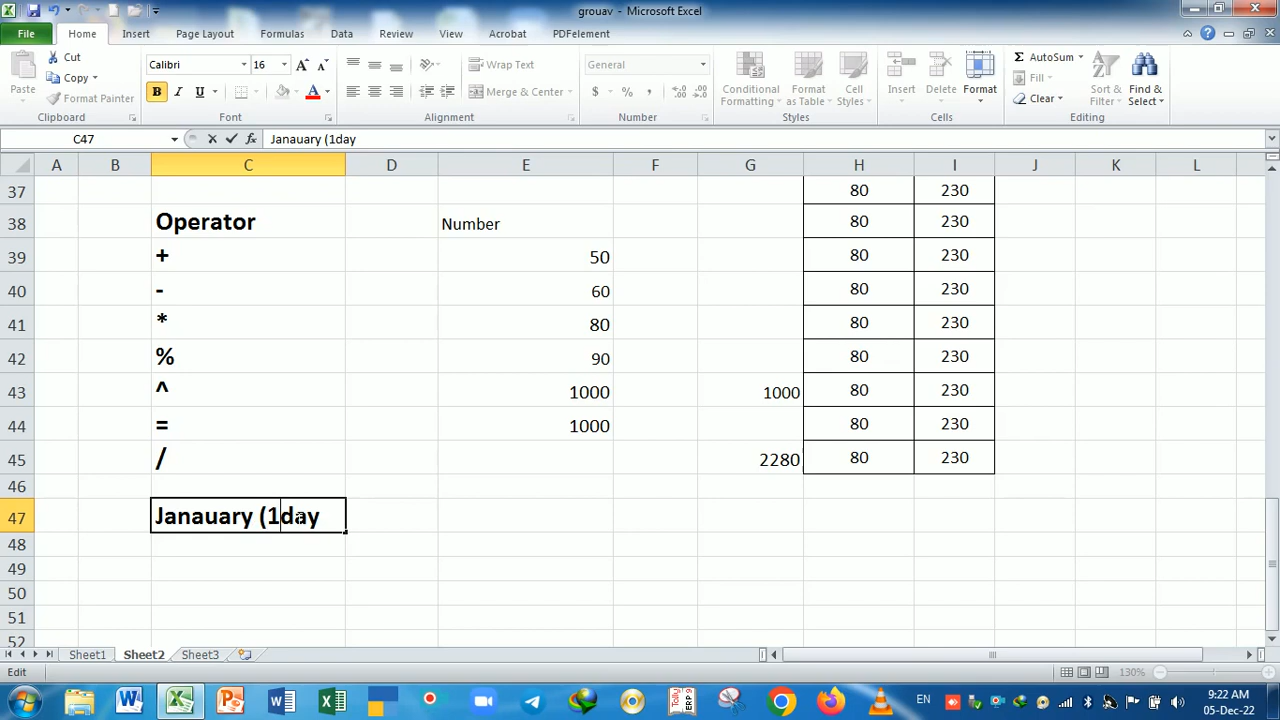 grouav - Microsoft Excel
File Home Insert Page Layout Formulas Data Review View Acrobat PDFelement
Paste Cut Copy Format Painter Clipboard
Calibri 16 B I U A Font
Wrap Text Merge & Center Alignment
General $ % , Number
Conditional Formatting Format as Table Cell Styles Styles
Insert Delete Format Cells
Σ AutoSum Fill Clear Sort & Filter Find & Select Editing
C47 fx Janauary (1day
A B C D E F G H I J K L
37 80 230
38 Operator Number 80 230
39 + 50 80 230
40 - 60 80 230
41 * 80 80 230
42 % 90 80 230
43 ^ 1000 1000 80 230
44 = 1000 80 230
45 / 2280 80 230
46
47 Janauary (1day
48
49
50
51
52
Sheet1 Sheet2 Sheet3
Edit 130%
EN 9:22 AM
05-Dec-22